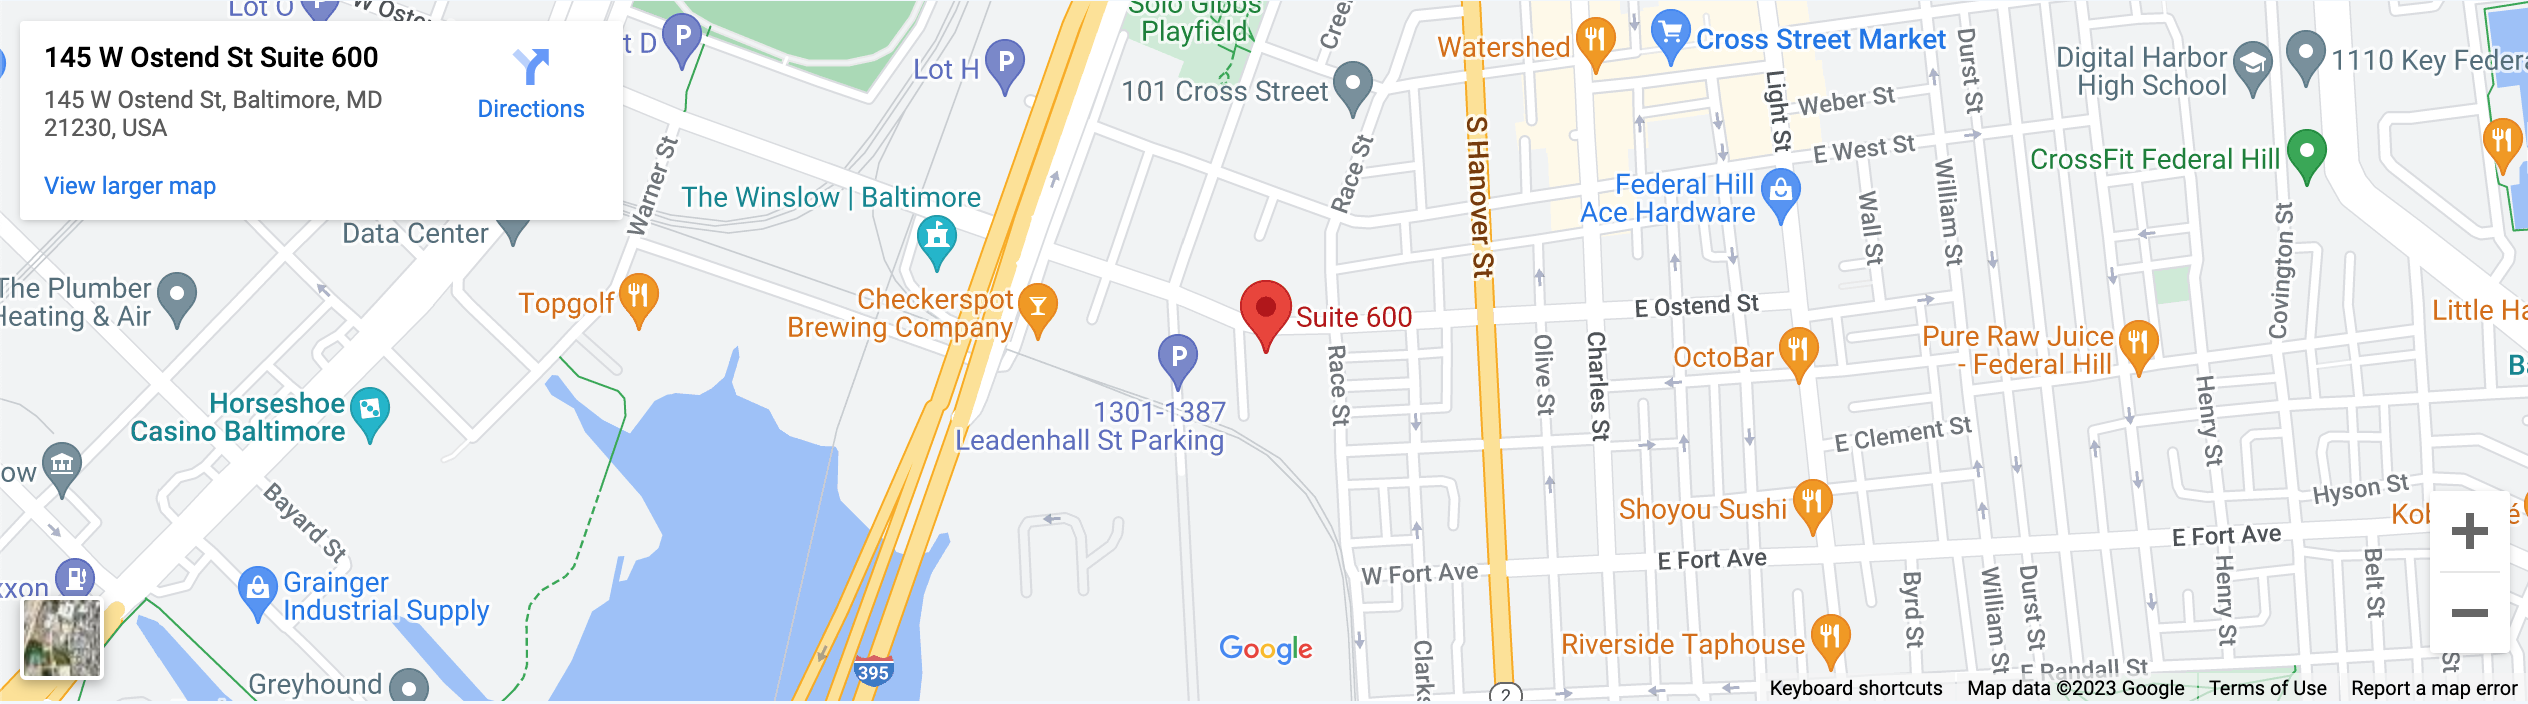 Lot O
W Oste
145 W Ostend St Suite 600
145 W Ostend St, Baltimore, MD
21230, USA
Directions
View larger map
t D
Lot H
Solo Gibbs
Playfield
Cree
101 Cross Street
Watershed
Cross Street Market
Durst St
Digital Harbor
High School
1110 Key Federa
Light St
Weber St
E West St
CrossFit Federal Hill
Warner St
Race St
S Hanover St
The Winslow | Baltimore
Federal Hill
Ace Hardware
Wall St
William St
Covington St
Data Center
The Plumber
Heating & Air
Topgolf
Checkerspot
Brewing Company
Suite 600
E Ostend St
Little Ha
Pure Raw Juice
- Federal Hill
OctoBar
Race St
Olive St
Charles St
Henry St
B
Horseshoe
Casino Baltimore
1301-1387
Leadenhall St Parking
E Clement St
ow
Bayard St
Shoyou Sushi
Hyson St
Kob
é
E Fort Ave
E Fort Ave
W Fort Ave
xxon
Grainger
Industrial Supply
Byrd St
William St
Durst St
Henry St
Belt St
St
Riverside Taphouse
Clarks
E Randall St
Greyhound
395
2
Google
+
−
Keyboard shortcuts
Map data ©2023 Google
Terms of Use
Report a map error